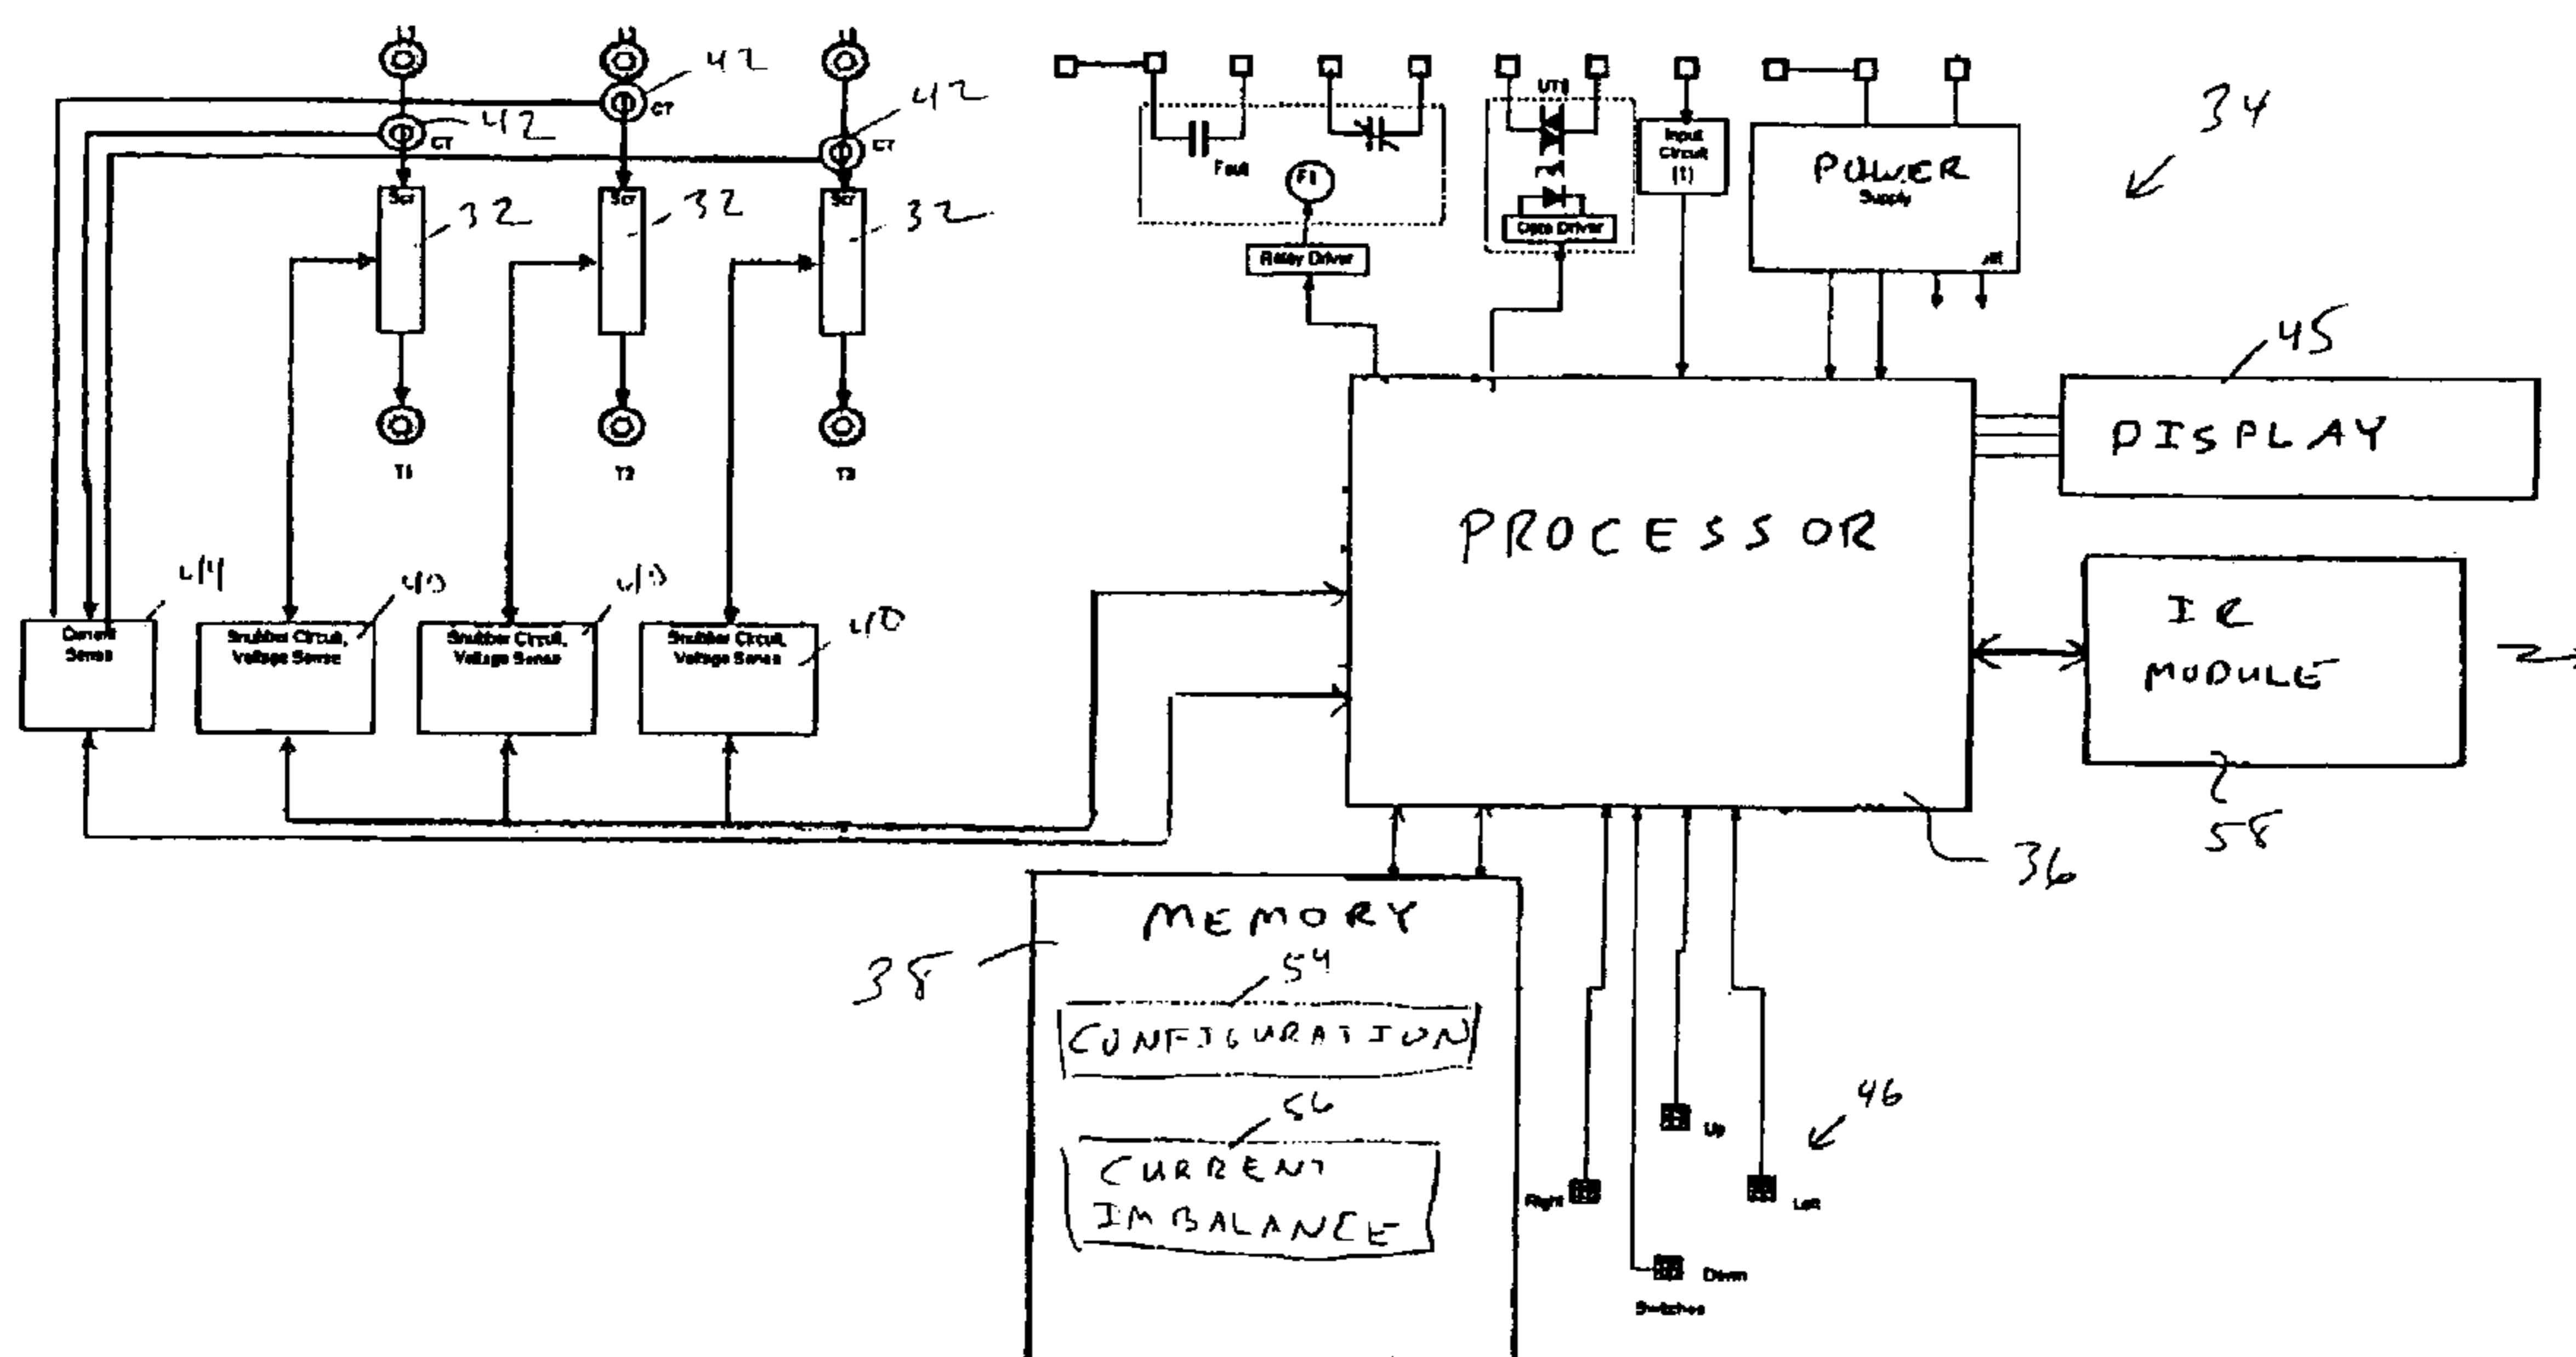 42
CT
42
CT
42
CT
Scr
32
Scr
32
Scr
32
T1
T2
T3
44
Current
Sense
40
Snubber Circuit,
Voltage Sense
40
Snubber Circuit,
Voltage Sense
40
Snubber Circuit,
Voltage Sense
Fault
F1
Relay Driver
Opto Driver
Input
Circuit
(1)
POWER
Supply
34
45
DISPLAY
PROCESSOR
36
IR
MODULE
58
38
MEMORY
54
CONFIGURATION
56
CURRENT
IMBALANCE
46
Up
Right
Left
Down
Switches